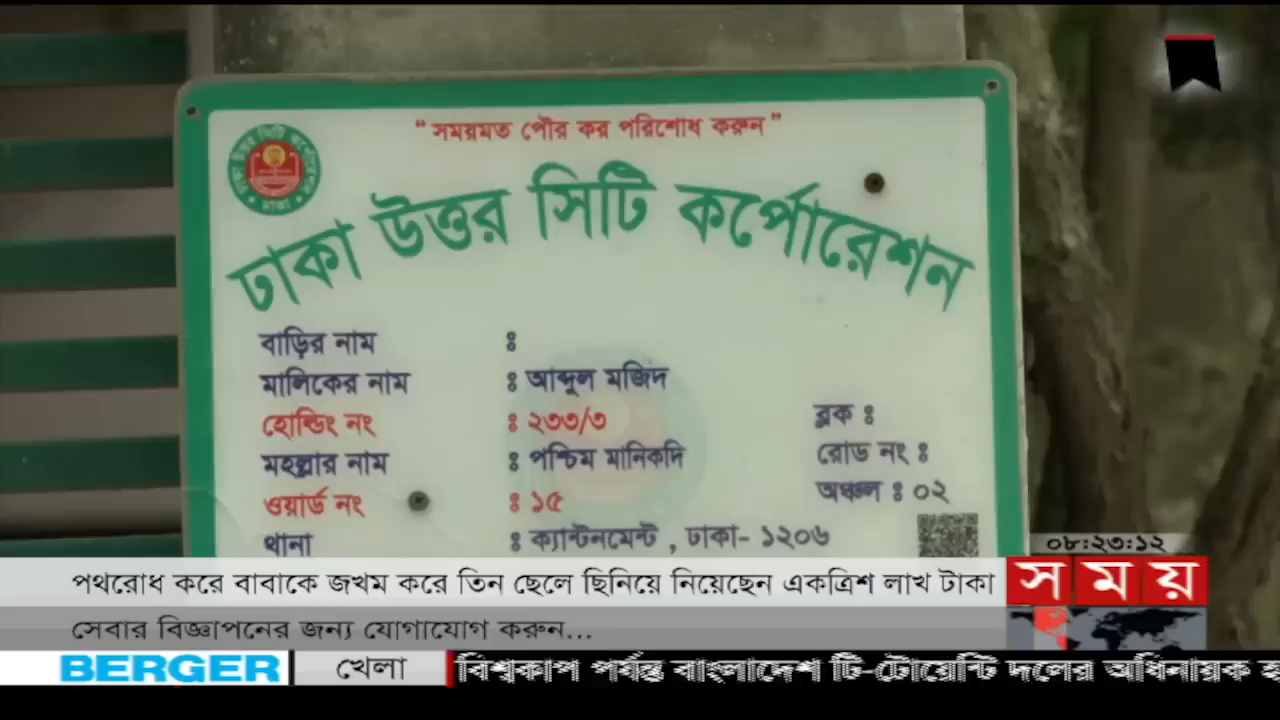 “ সময়মত পৌর কর পরিশোধ করুন ”
ঢাকা উত্তর সিটি কর্পোরেশন
বাড়ির নাম :
মালিকের নাম : আব্দুল মজিদ
হোল্ডিং নং : ২৩৩/৩
ব্লক :
মহল্লার নাম : পশ্চিম মানিকদি
রোড নং :
ওয়ার্ড নং : ১৫
অঞ্চল : ০২
থানা : ক্যান্টনমেন্ট , ঢাকা- ১২০৬
০৮:২৩:১২
পথরোধ করে বাবাকে জখম করে তিন ছেলে ছিনিয়ে নিয়েছেন একত্রিশ লাখ টাকা
সময়
সেবার বিজ্ঞাপনের জন্য যোগাযোগ করুন...
BERGER খেলা বিশ্বকাপ পর্যন্ত বাংলাদেশ টি-টোয়েন্টি দলের অধিনায়ক